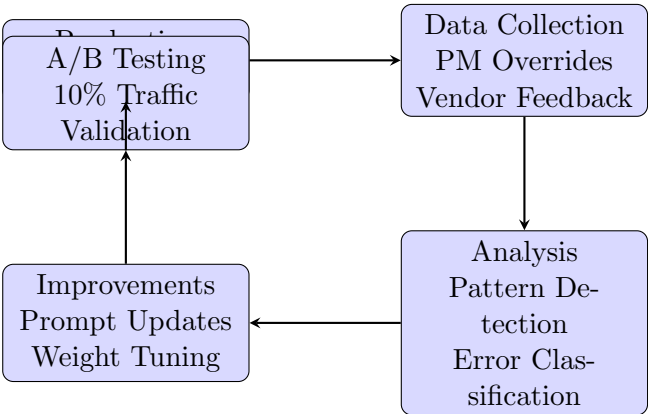 A/B Testing
10% Traffic
Validation
Data Collection
PM Overrides
Vendor Feedback
Analysis
Pattern De-
tection
Error Clas-
sification
Improvements
Prompt Updates
Weight Tuning